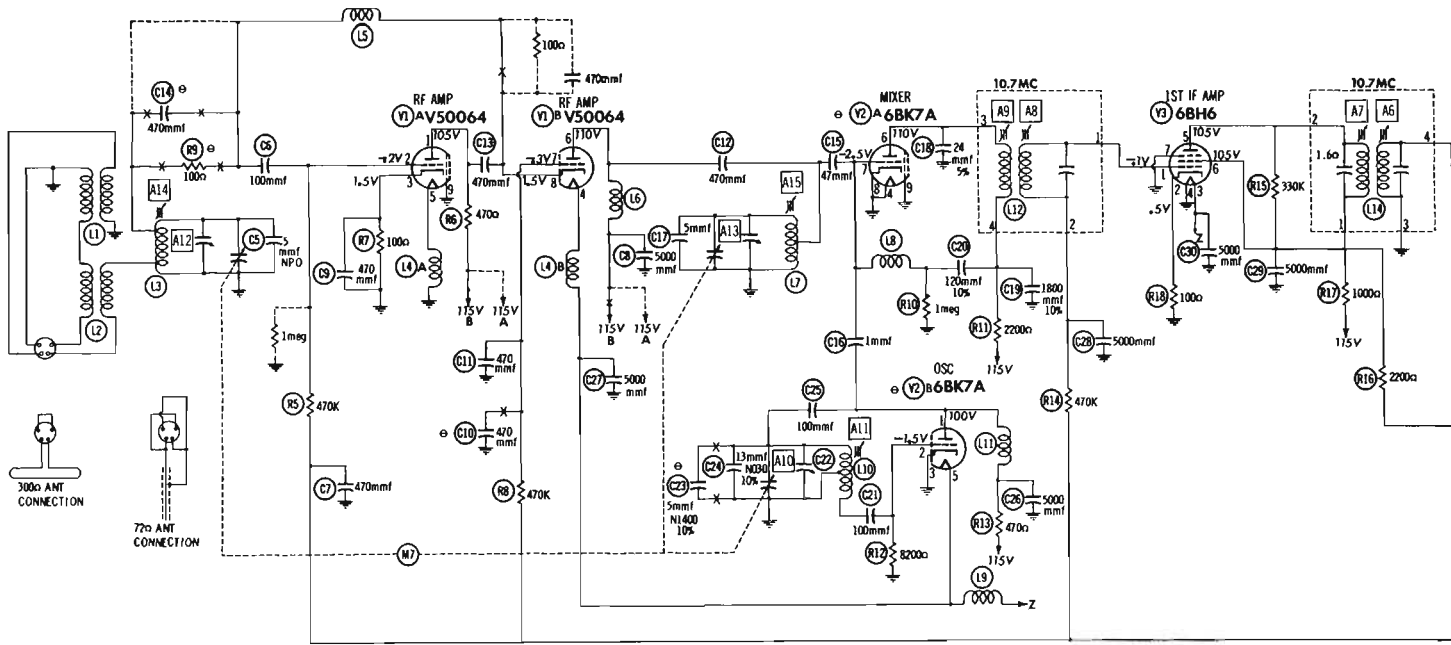 L5
100Ω
470mmf
C14 ⊖
470mmf
R9 ⊖
100Ω
C6
100mmf
A14
L1
L2
L3
A12
C5
5
mmf
NPO
RF AMP
V1 A V50064
105V
-.2V
2
1.5V
3
5
9
C13
470mmf
R6
470Ω
R7
100Ω
C9
470
mmf
L4 A
115V
B
115V
A
RF AMP
V1 B V50064
110V
6
-.3V
7
1.5V
8
4
L4 B
L6
C8
5000
mmf
115V
B
115V
A
C11
470
mmf
⊖ C10
470
mmf
C27
5000
mmf
1meg
R5
470K
C7
470mmf
R8
470K
300Ω ANT
CONNECTION
72Ω ANT
CONNECTION
M7
C12
470mmf
C17
5mmf
A13
A15
L7
C15
47mmf
MIXER
⊖ V2 A 6BK7A
110V
6
-2.5V
7
8
4
9
C18
24
mmf
5%
L8
C20
120mmf
10%
R10
1meg
C16
1mmf
C19
1800
mmf
10%
R11
2200Ω
115V
10.7MC
A9
A8
3
1
L12
4
2
C28
5000mmf
R14
470K
OSC
⊖ V2 B 6BK7A
100V
1
-1.5V
2
3
5
C25
100mmf
⊖
C23
5mmf
N1400
10%
C24
13mmf
N030
10%
A10
C22
A11
L10
C21
100mmf
R12
8200Ω
L11
C26
5000
mmf
R13
470Ω
115V
L9
Z
1ST IF AMP
V3 6BH6
105V
5
7
-.1V
1
105V
6
2
4
3
.5V
Z
C30
5000
mmf
R18
100Ω
R15
330K
C29
5000mmf
R17
1000Ω
115V
R16
2200Ω
10.7MC
A7
A6
2
4
1.6Ω
L14
1
3